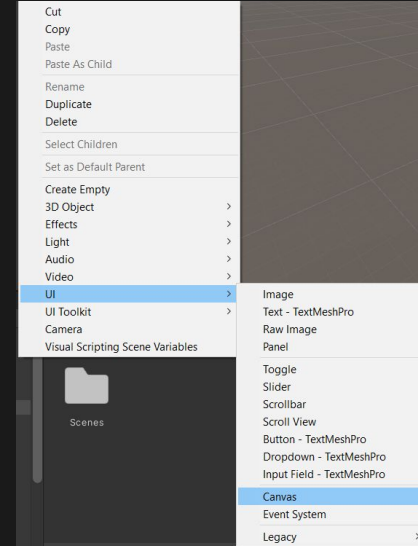 Cut
Copy
Paste
Paste As Child
Rename
Duplicate
Delete
Select Children
Set as Default Parent
Create Empty
3D Object
Effects
Light
Audio
Video
UI
UI Toolkit
Camera
Visual Scripting Scene Variables
Scenes
Image
Text - TextMeshPro
Raw Image
Panel
Toggle
Slider
Scrollbar
Scroll View
Button - TextMeshPro
Dropdown - TextMeshPro
Input Field - TextMeshPro
Canvas
Event System
Legacy